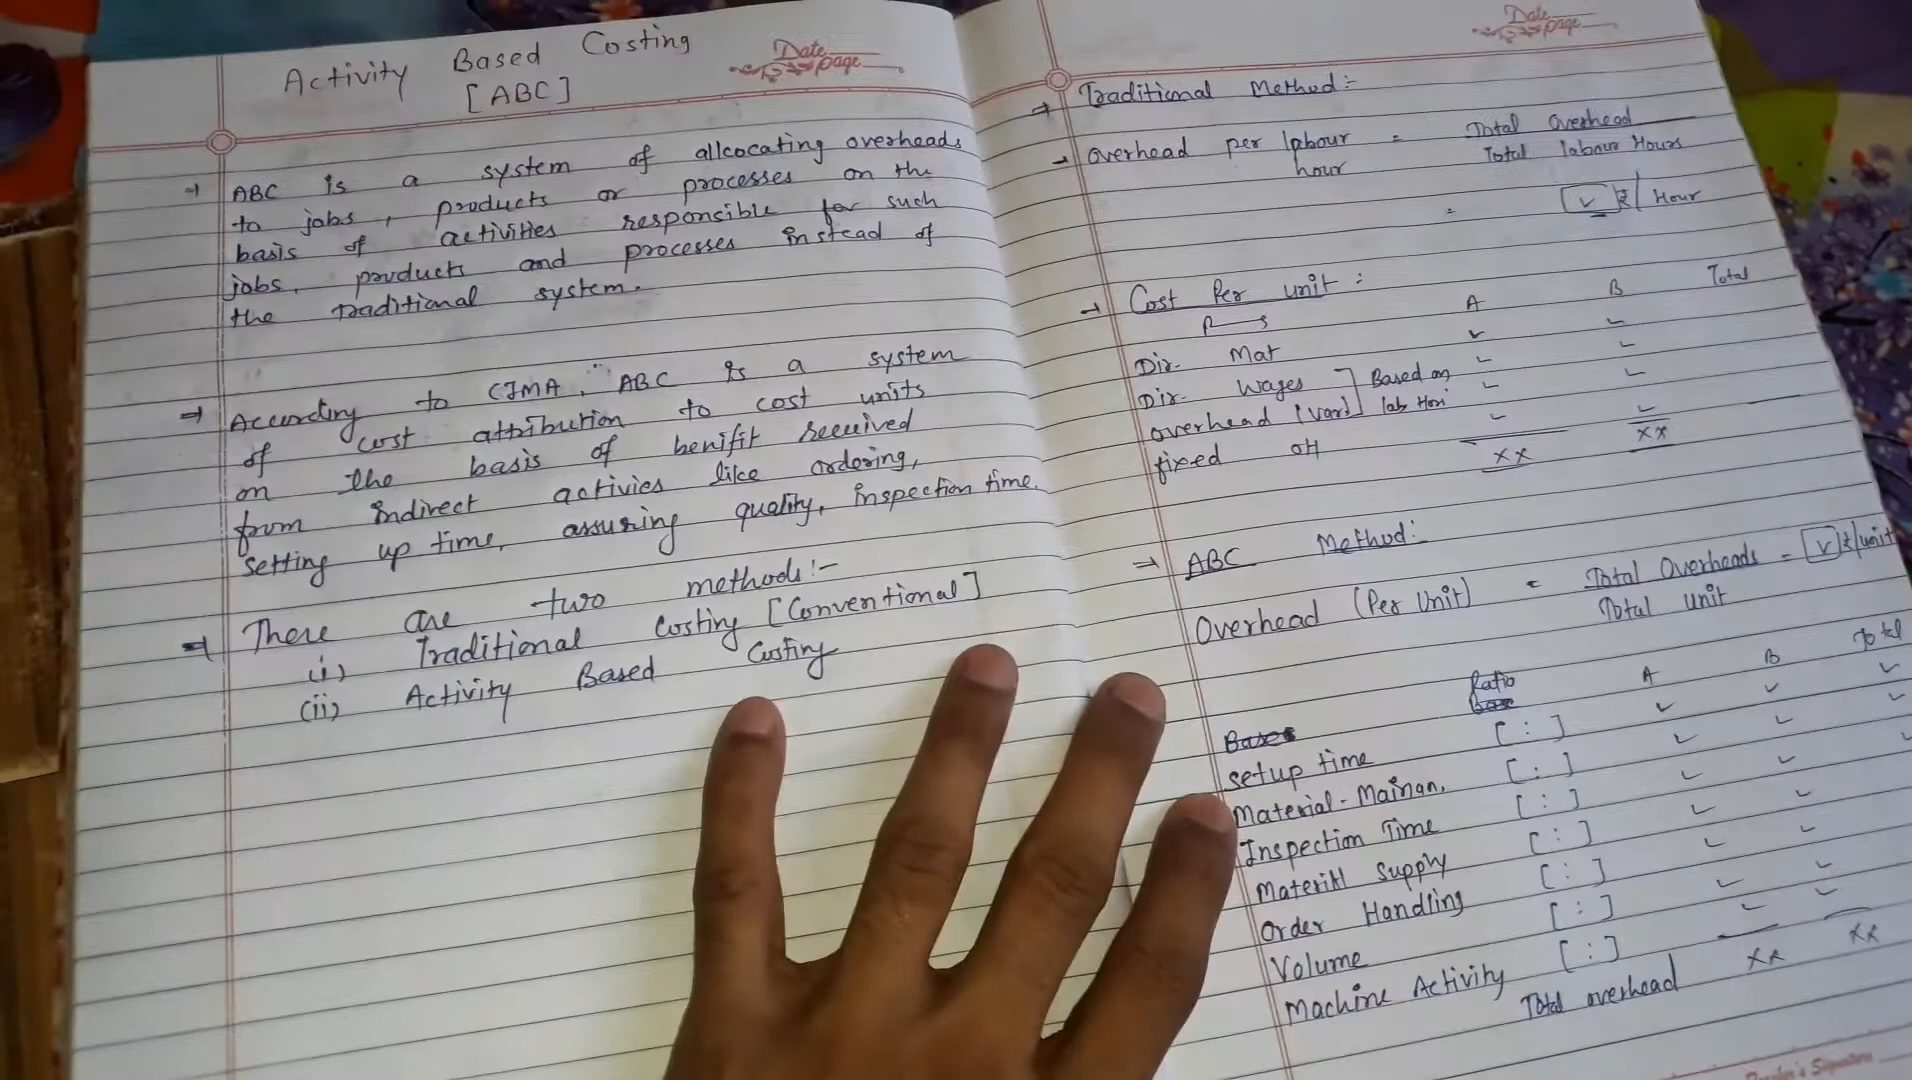 Activity Based Costing
[ABC]
Date
Page
→ ABC is a system of allcocating overheads
to jobs, products or processes on the
basis of activities responsible for such
jobs, products and processes instead of
the traditional system.
→ According to CIMA, "ABC is a system
of cost attribution to cost units
on the basis of benifit received
from indirect activies like ordering,
setting up time, assuring quality, inspection time.
→ There are two methods:-
(i) Traditional Costing [Conventional]
(ii) Activity Based Costing
Date
Page
→ Traditional Method:-
→ Overhead per labour hour = Total Overhead
Total labour Hours
= [✓] ₹/Hour
→ Cost Per unit :
P→s A B Total
Dir. Mat ✓ ✓
Dir. Wages ] Based on ✓ ✓
overhead (var) ] lab Hou ✓ ✓
fixed OH ✓ ✓
xx xx
→ ABC Method:
Overhead (Per Unit) = Total Overheads = [✓] ₹/unit
Total unit
Ratio A B Total
setup time [ : ] ✓ ✓ ✓
Material-Mainan. [ : ] ✓ ✓ ✓
Inspection Time [ : ] ✓ ✓ ✓
Materikl supply [ : ] ✓ ✓
Order Handling [ : ] ✓ ✓
Volume [ : ] ✓ ✓
Machine Activity [ : ] ✓ ✓
Total overhead xx xx